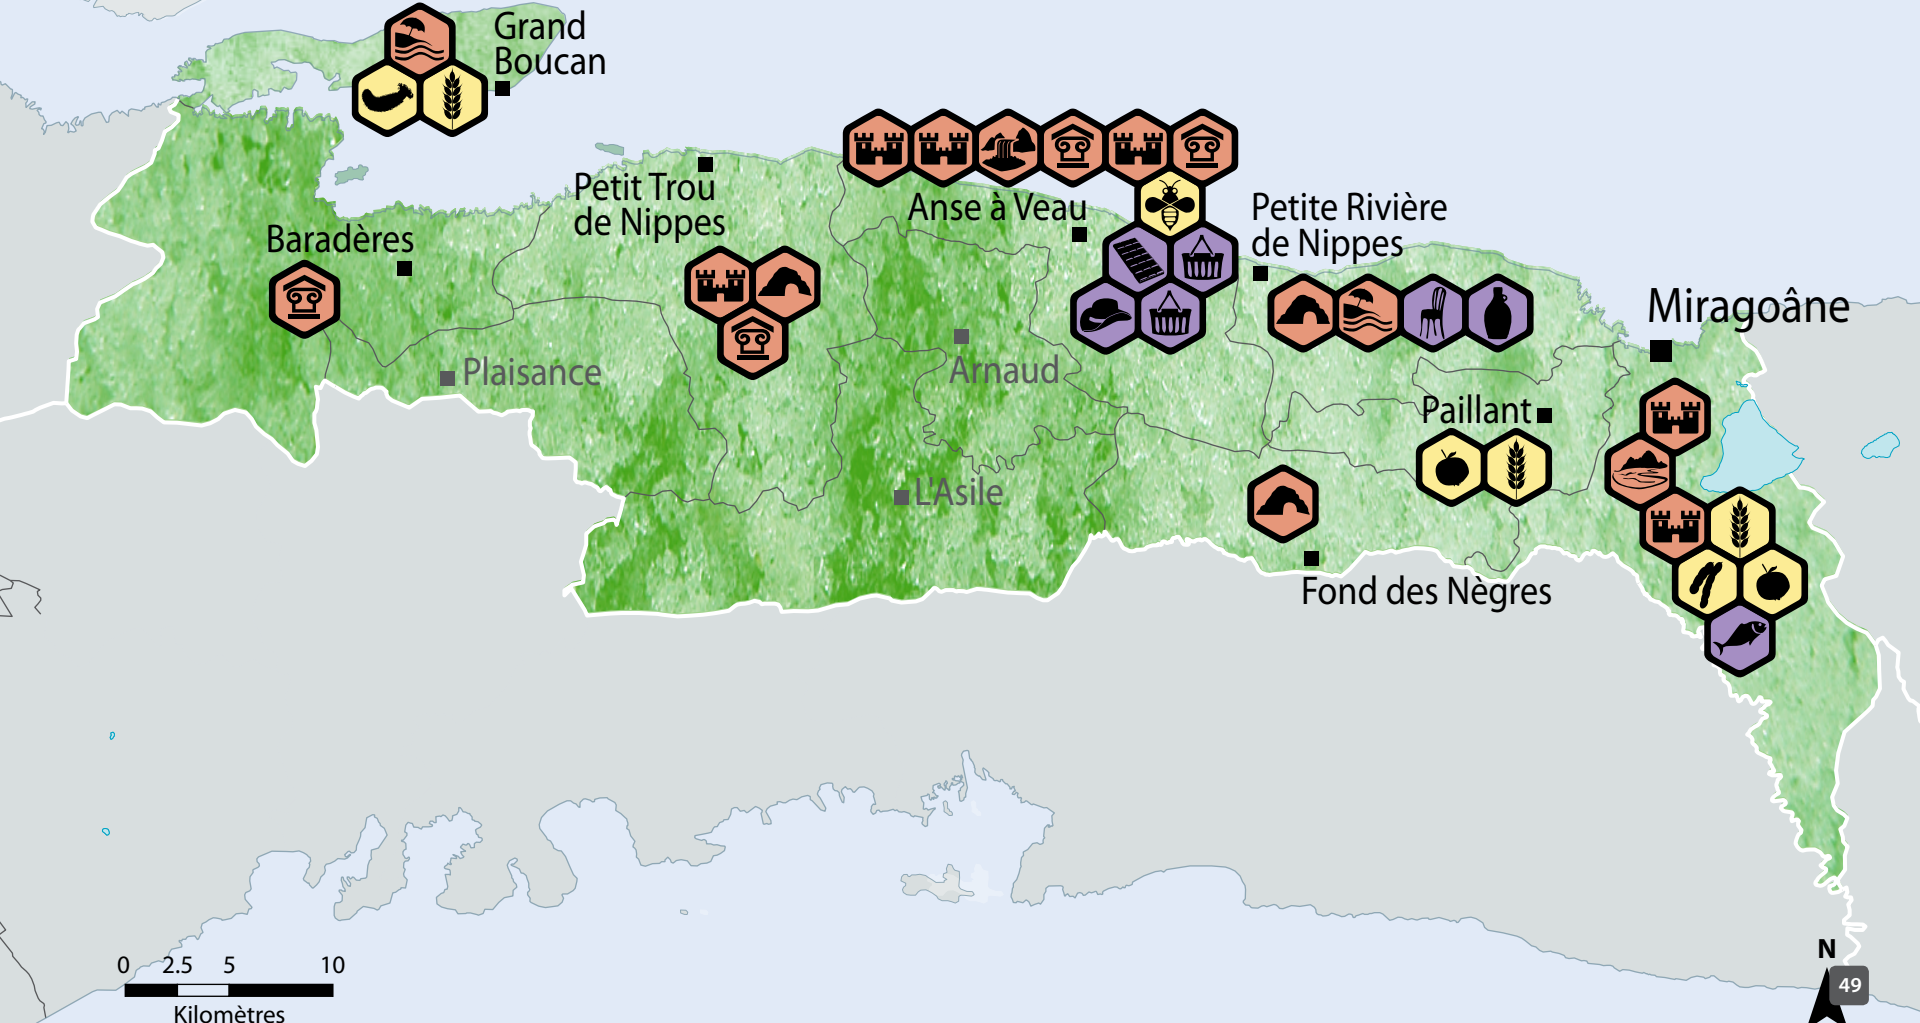 Grand
Boucan
Petit Trou
de Nippes
Anse à Veau
Petite Rivière
de Nippes
Baradères
Miragoâne
Plaisance
Arnaud
Paillant
L'Asile
Fond des Nègres
N
0 2.5 5 10
49
Kilomètres